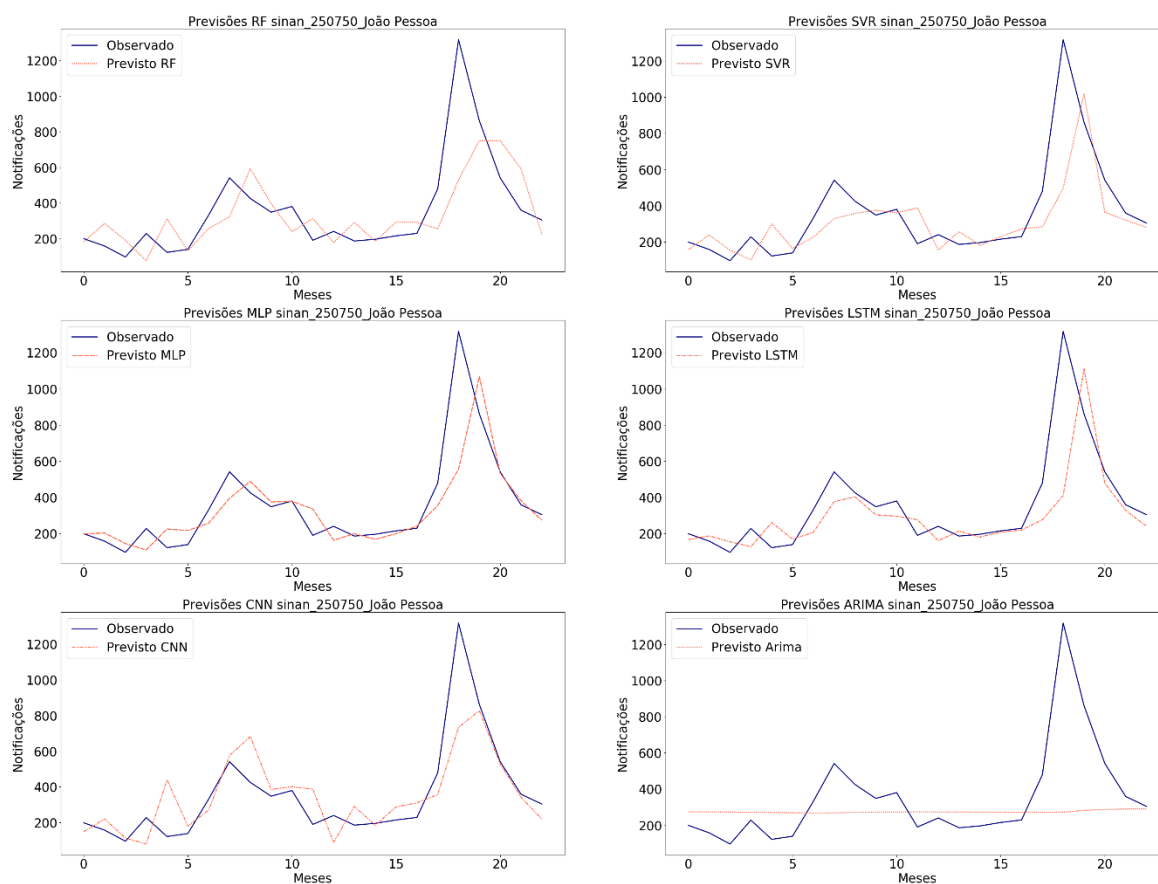 Previsões RF sinan_250750_João Pessoa
Observado
Previsto RF
Notificações
1200
1000
800
600
400
200
0 5 10 15 20
Meses
Previsões SVR sinan_250750_João Pessoa
Observado
Previsto SVR
Notificações
1200
1000
800
600
400
200
0 5 10 15 20
Meses
Previsões MLP sinan_250750_João Pessoa
Observado
Previsto MLP
Notificações
1200
1000
800
600
400
200
0 5 10 15 20
Meses
Previsões LSTM sinan_250750_João Pessoa
Observado
Previsto LSTM
Notificações
1200
1000
800
600
400
200
0 5 10 15 20
Meses
Previsões CNN sinan_250750_João Pessoa
Observado
Previsto CNN
Notificações
1200
1000
800
600
400
200
0 5 10 15 20
Meses
Previsões ARIMA sinan_250750_João Pessoa
Observado
Previsto Arima
Notificações
1200
1000
800
600
400
200
0 5 10 15 20
Meses